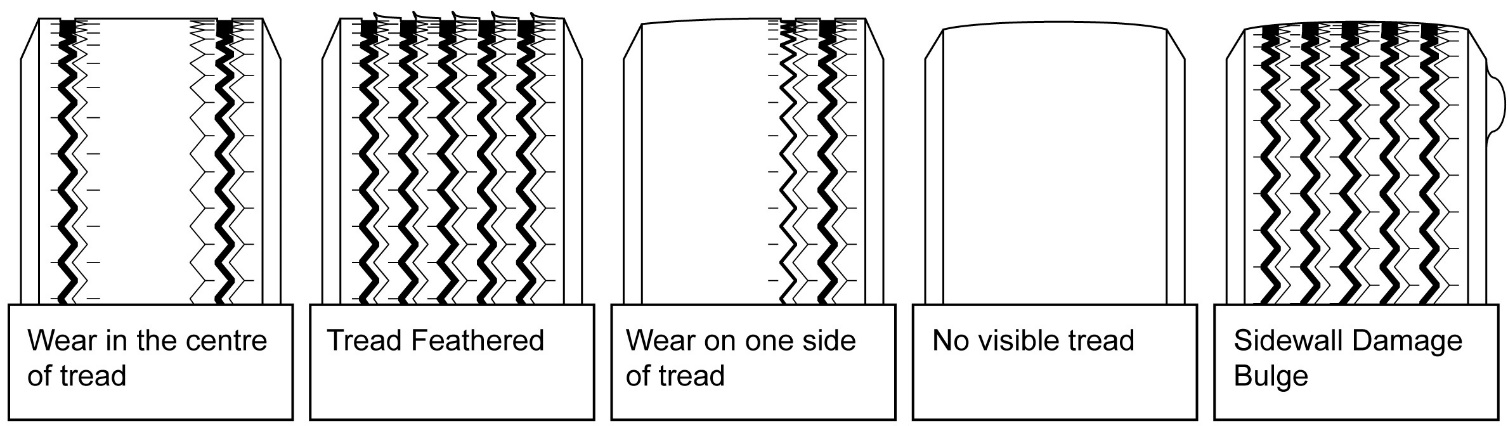 Wear in the centre
of tread
Tread Feathered
Wear on one side
of tread
No visible tread
Sidewall Damage
Bulge